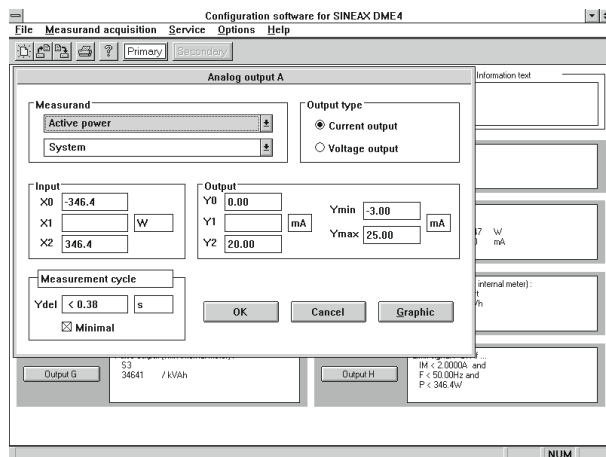 Configuration software for SINEAX DME4
File Measurand acquisition Service Options Help
? Primary Secondary
Analog output A
Information text
Measurand
Active power
System
Output type
Current output
Voltage output
Input
X0 -346.4
X1 W
X2 346.4
Output
Y0 0.00
Y1 mA
Y2 20.00
Ymin -3.00
Ymax 25.00
mA
W
mA
internal meter) :
Measurement cycle
Ydel < 0.38 s
Minimal
OK Cancel Graphic
Output G
S3
34641 / kVAh
Output H
IM < 2.0000A and
F < 50.00Hz and
P < 346.4W
NUM